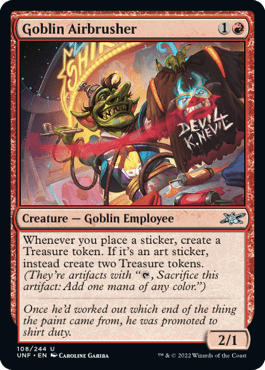 Goblin Airbrusher 1
SHIRT
DEVIL
K. NEVIL
Creature — Goblin Employee
Whenever you place a sticker, create a
Treasure token. If it's an art sticker,
instead create two Treasure tokens.
(They're artifacts with “, Sacrifice this
artifact: Add one mana of any color.”)
Once he'd worked out which end of the thing
the paint came from, he was promoted to
shirt duty.
2/1
108/244 U
UNF • EN CAROLINE GARIBA
™ & © 2022 Wizards of the Coast